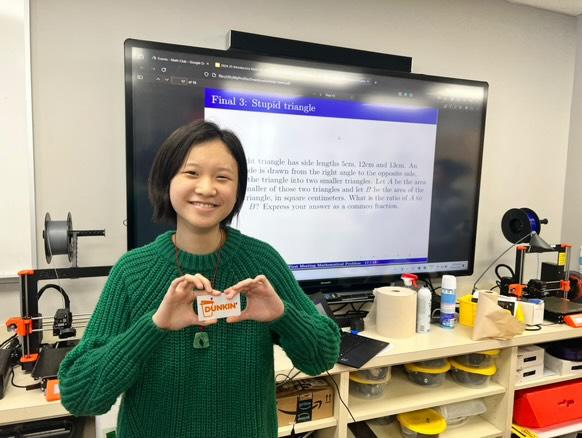 Final 3: Stupid triangle
ht triangle has side lengths 5cm, 12cm and 13cm. An
de is drawn from the right angle to the opposite side,
the triangle into two smaller triangles. Let A be the area
maller of those two triangles and let B be the area of the
triangle, in square centimeters. What is the ratio of A to
B? Express your answer as a common fraction.
Mathematical Problem
DUNKIN'